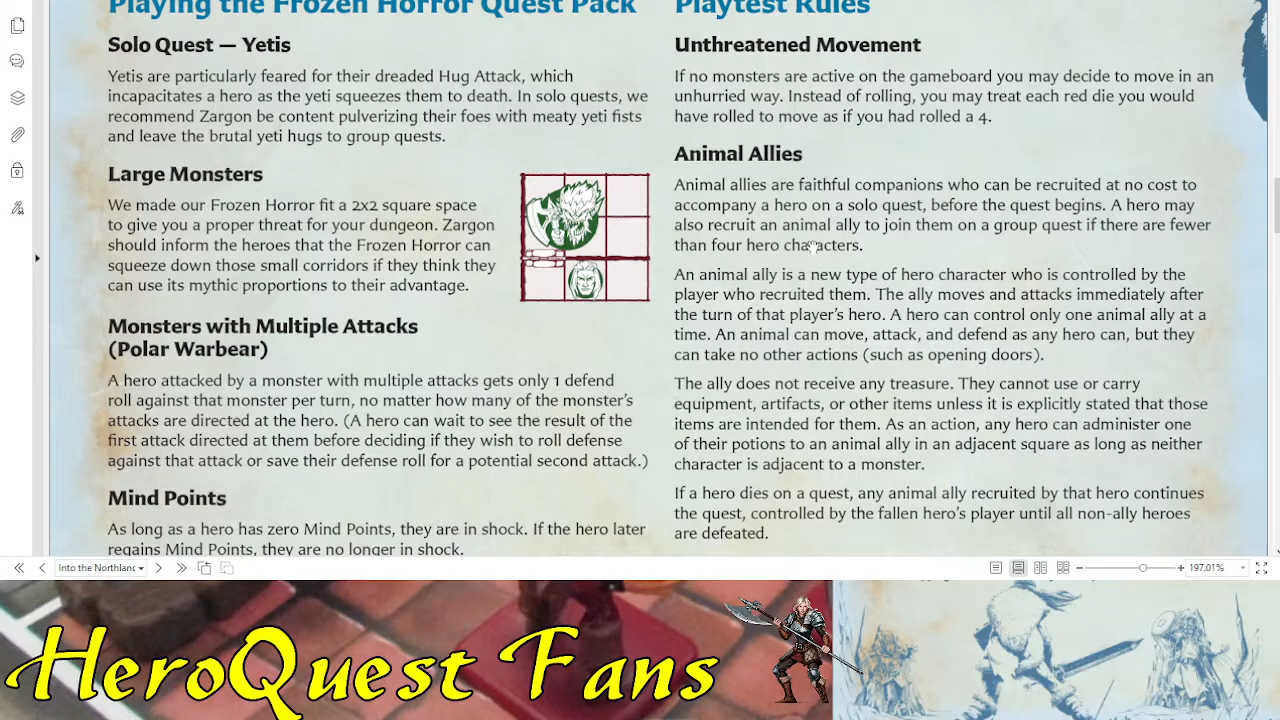 Playing the Frozen Horror Quest Pack
Solo Quest — Yetis
Yetis are particularly feared for their dreaded Hug Attack, which
incapacitates a hero as the yeti squeezes them to death. In solo quests, we
recommend Zargon be content pulverizing their foes with meaty yeti fists
and leave the brutal yeti hugs to group quests.
Large Monsters
We made our Frozen Horror fit a 2x2 square space
to give you a proper threat for your dungeon. Zargon
should inform the heroes that the Frozen Horror can
squeeze down those small corridors if they think they
can use its mythic proportions to their advantage.
Monsters with Multiple Attacks
(Polar Warbear)
A hero attacked by a monster with multiple attacks gets only 1 defend
roll against that monster per turn, no matter how many of the monster's
attacks are directed at the hero. (A hero can wait to see the result of the
first attack directed at them before deciding if they wish to roll defense
against that attack or save their defense roll for a potential second attack.)
Mind Points
As long as a hero has zero Mind Points, they are in shock. If the hero later
regains Mind Points, they are no longer in shock.
Playtest Rules
Unthreatened Movement
If no monsters are active on the gameboard you may decide to move in an
unhurried way. Instead of rolling, you may treat each red die you would
have rolled to move as if you had rolled a 4.
Animal Allies
Animal allies are faithful companions who can be recruited at no cost to
accompany a hero on a solo quest, before the quest begins. A hero may
also recruit an animal ally to join them on a group quest if there are fewer
than four hero characters.
An animal ally is a new type of hero character who is controlled by the
player who recruited them. The ally moves and attacks immediately after
the turn of that player's hero. A hero can control only one animal ally at a
time. An animal can move, attack, and defend as any hero can, but they
can take no other actions (such as opening doors).
The ally does not receive any treasure. They cannot use or carry
equipment, artifacts, or other items unless it is explicitly stated that those
items are intended for them. As an action, any hero can administer one
of their potions to an animal ally in an adjacent square as long as neither
character is adjacent to a monster.
If a hero dies on a quest, any animal ally recruited by that hero continues
the quest, controlled by the fallen hero's player until all non-ally heroes
are defeated.
Into the Northlanc
197.01%
HeroQuest Fans